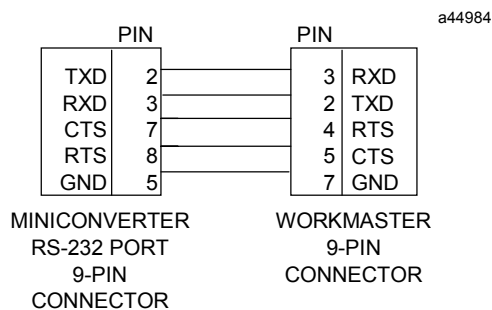 a44984
PIN PIN
TXD 2 3 RXD
RXD 3 2 TXD
CTS 7 4 RTS
RTS 8 5 CTS
GND 5 7 GND
MINICONVERTER WORKMASTER
RS-232 PORT 9-PIN
9-PIN CONNECTOR
CONNECTOR